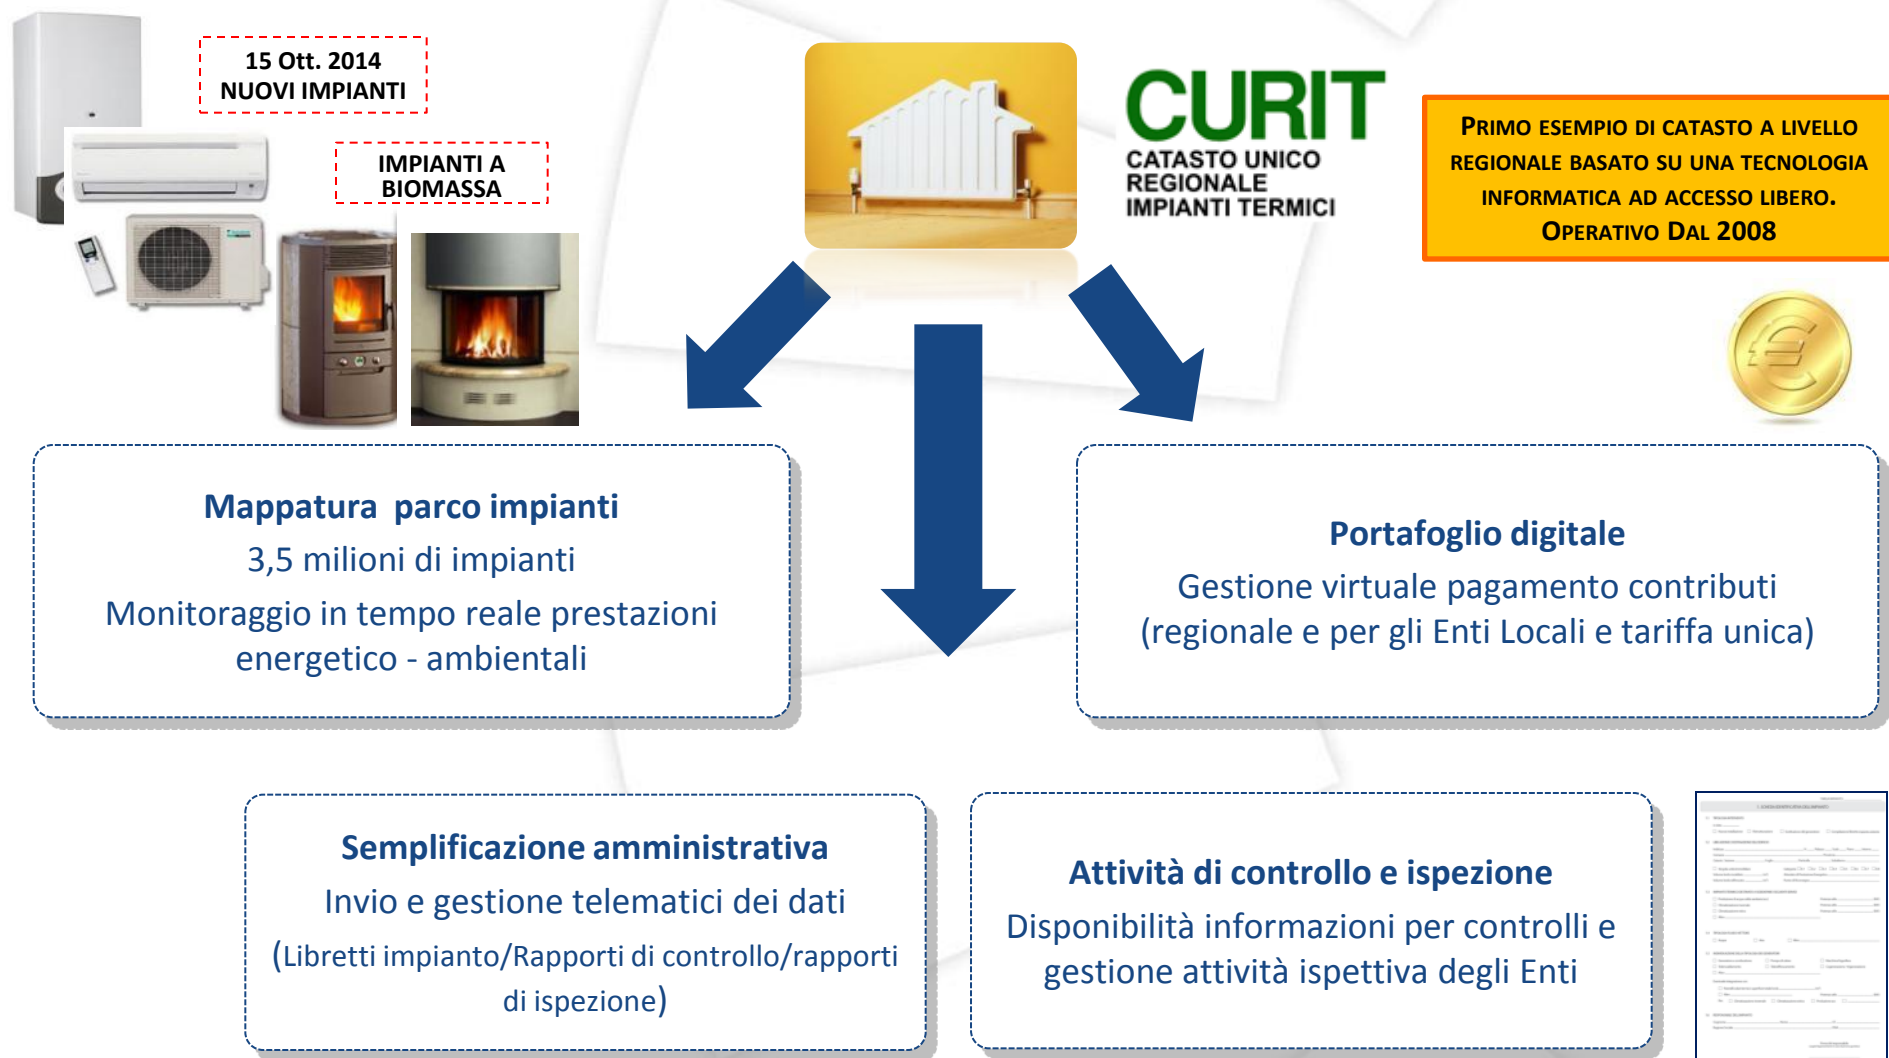 15 Ott. 2014
NUOVI IMPIANTI
IMPIANTI A
BIOMASSA
CURIT
CATASTO UNICO
REGIONALE
IMPIANTI TERMICI
PRIMO ESEMPIO DI CATASTO A LIVELLO
REGIONALE BASATO SU UNA TECNOLOGIA
INFORMATICA AD ACCESSO LIBERO.
OPERATIVO DAL 2008
Mappatura parco impianti
3,5 milioni di impianti
Monitoraggio in tempo reale prestazioni
energetico - ambientali
Portafoglio digitale
Gestione virtuale pagamento contributi
(regionale e per gli Enti Locali e tariffa unica)
Semplificazione amministrativa
Invio e gestione telematici dei dati
(Libretti impianto/Rapporti di controllo/rapporti
di ispezione)
Attività di controllo e ispezione
Disponibilità informazioni per controlli e
gestione attività ispettiva degli Enti